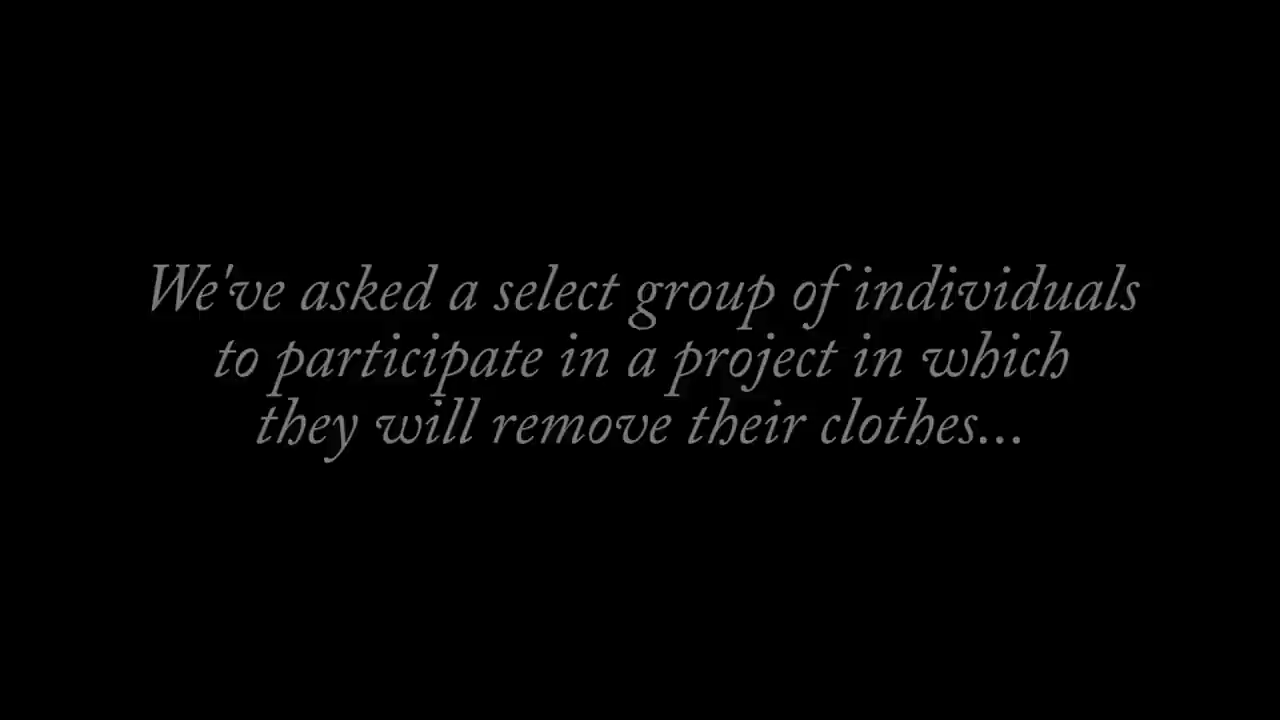 We've asked a select group of individuals
to participate in a project in which
they will remove their clothes...